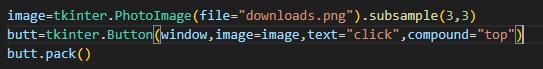 image=tkinter.PhotoImage(file="downloads.png").subsample(3,3)
butt=tkinter.Button(window,image=image,text="click",compound="top")
butt.pack()